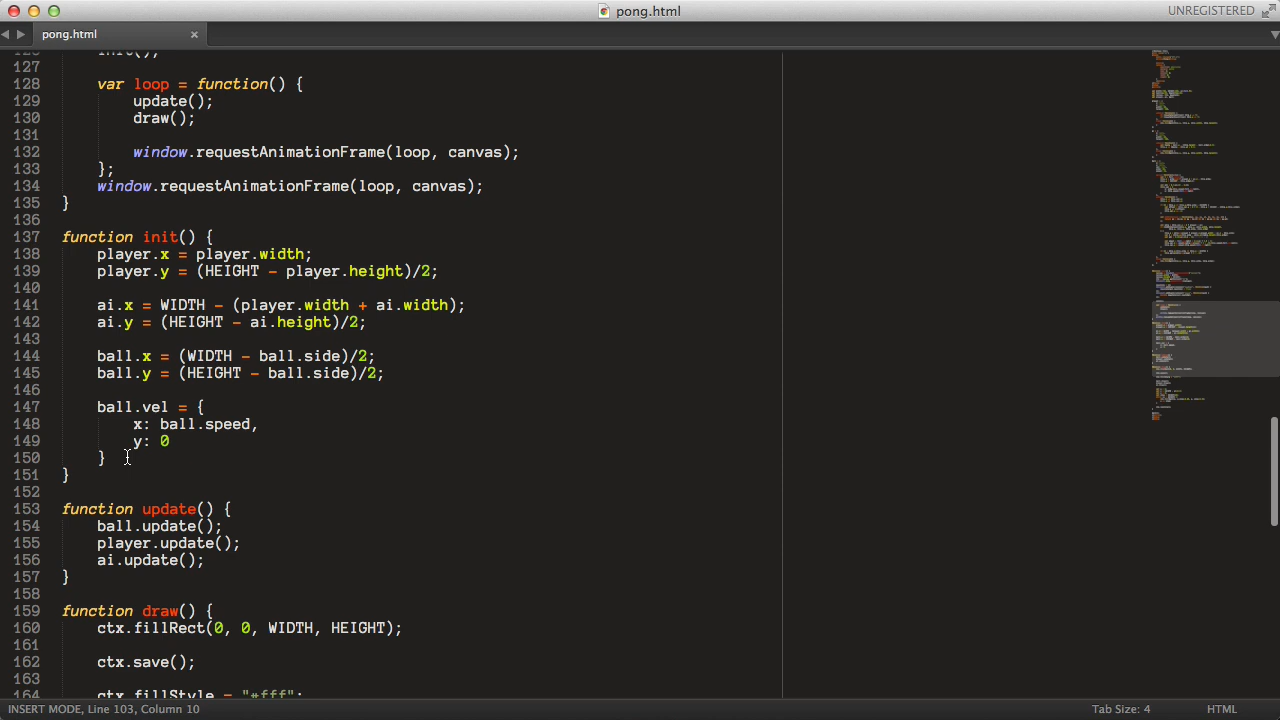 pong.html
UNREGISTERED
pong.html ×
126 init();
127
128 var loop = function() {
129 update();
130 draw();
131
132 window.requestAnimationFrame(loop, canvas);
133 };
134 window.requestAnimationFrame(loop, canvas);
135 }
136
137 function init() {
138 player.x = player.width;
139 player.y = (HEIGHT - player.height)/2;
140
141 ai.x = WIDTH - (player.width + ai.width);
142 ai.y = (HEIGHT - ai.height)/2;
143
144 ball.x = (WIDTH - ball.side)/2;
145 ball.y = (HEIGHT - ball.side)/2;
146
147 ball.vel = {
148 x: ball.speed,
149 y: 0
150 }
151 }
152
153 function update() {
154 ball.update();
155 player.update();
156 ai.update();
157 }
158
159 function draw() {
160 ctx.fillRect(0, 0, WIDTH, HEIGHT);
161
162 ctx.save();
163
164 ctx.fillStyle = "#fff";
INSERT MODE, Line 103, Column 10
Tab Size: 4
HTML